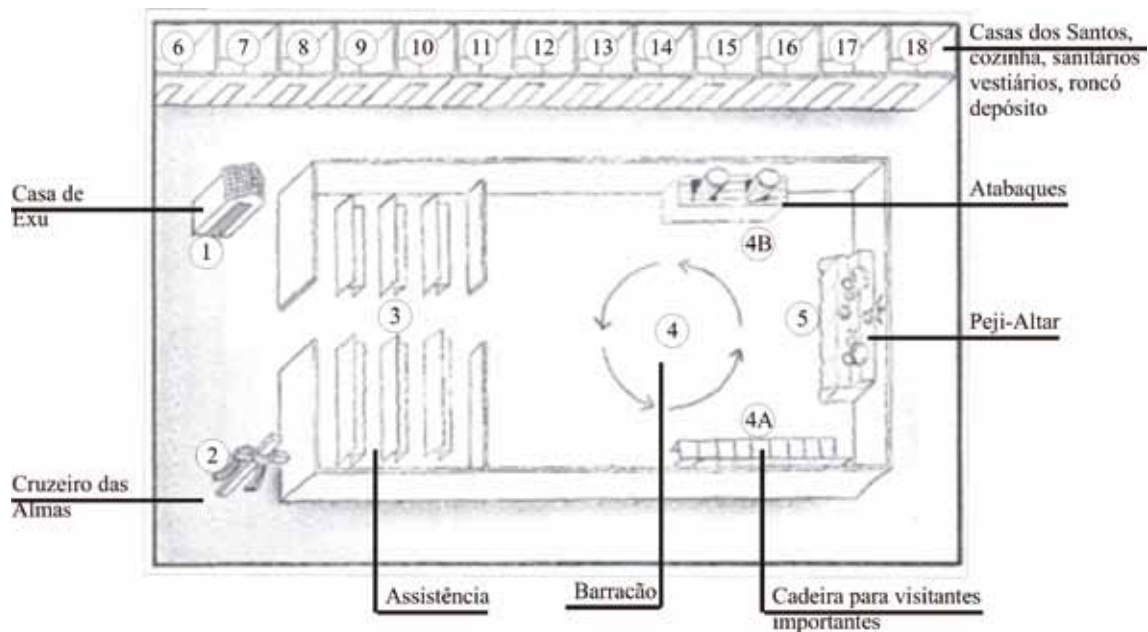 6 7 8 9 10 11 12 13 14 15 16 17 18
Casas dos Santos,
cozinha, sanitários
vestiários, roncó
depósito
Casa de
Exu
1
Atabaques
4B
3
4
5
Peji-Altar
4A
2
Cruzeiro das
Almas
Assistência
Barracão
Cadeira para visitantes
importantes